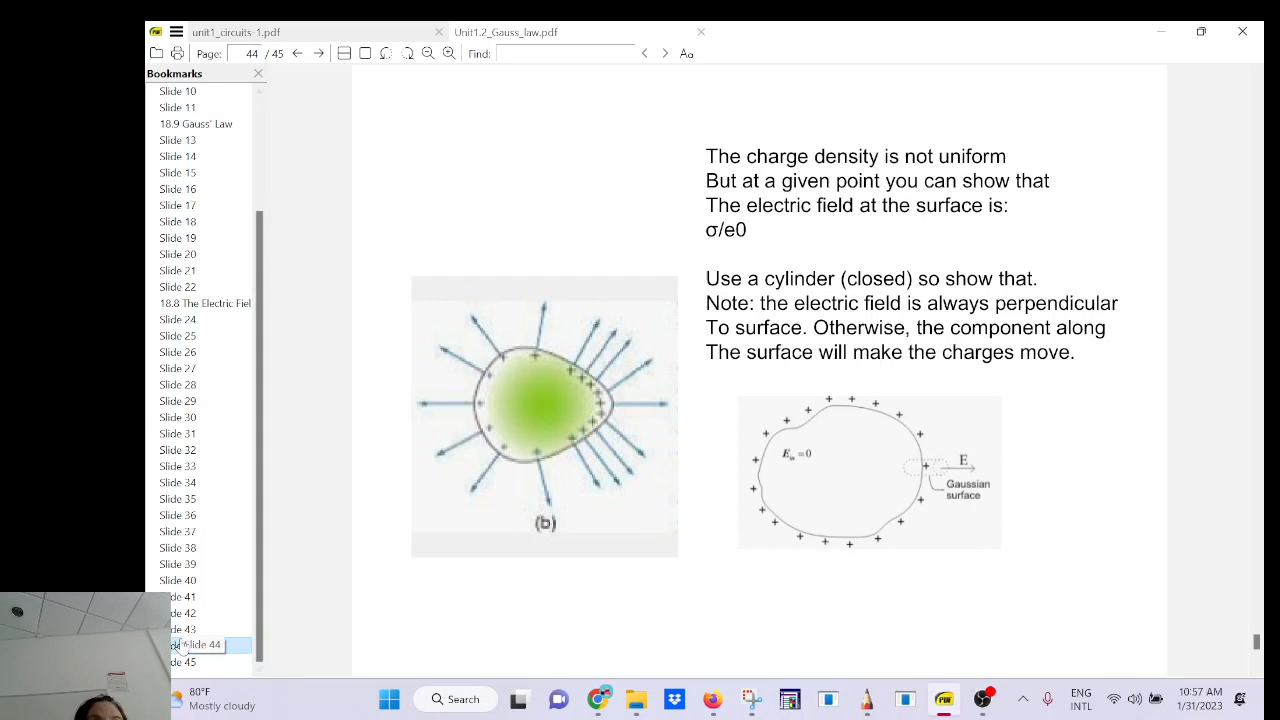 unit1_circuits-1.pdf
Unit1.2_Gauss_law.pdf
Page: 44 / 45
Find:
Aa
Bookmarks
Slide 10
Slide 11
18.9 Gauss' Law
Slide 13
Slide 14
Slide 15
Slide 16
Slide 17
Slide 18
Slide 19
Slide 20
Slide 21
Slide 22
18.8 The Electric Fiel
Slide 24
Slide 25
Slide 26
Slide 27
Slide 28
Slide 29
Slide 30
Slide 31
Slide 32
Slide 33
Slide 34
Slide 35
Slide 36
Slide 37
Slide 38
Slide 39
Slide 40
de 41
de 42
de 43
Slide 44
de 45
The charge density is not uniform
But at a given point you can show that
The electric field at the surface is:
σ/e0
Use a cylinder (closed) so show that.
Note: the electric field is always perpendicular
To surface. Otherwise, the component along
The surface will make the charges move.
(b)
E
Gaussian
surface
80°F
Mostly cloudy
Search
ENG
INTL
10:57 AM
1/31/2023